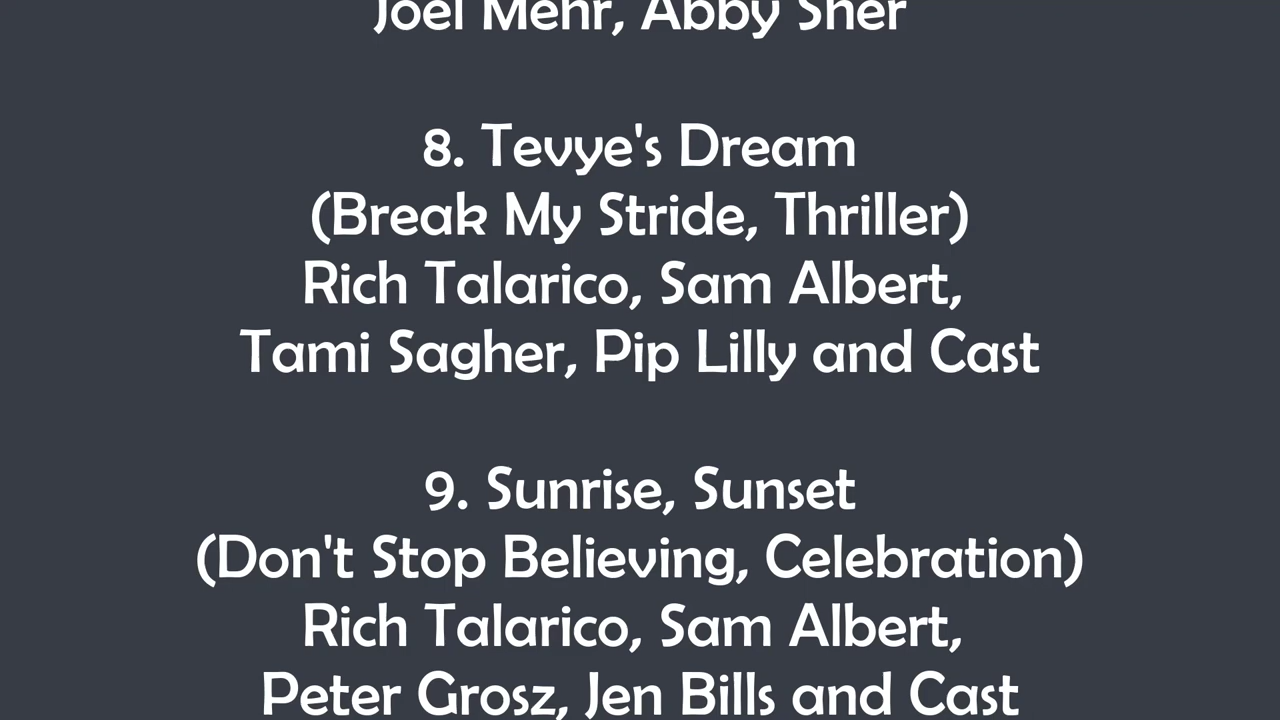 Joel Mehr, Abby Sher
8. Tevye's Dream
(Break My Stride, Thriller)
Rich Talarico, Sam Albert,
Tami Sagher, Pip Lilly and Cast
9. Sunrise, Sunset
(Don't Stop Believing, Celebration)
Rich Talarico, Sam Albert,
Peter Grosz, Jen Bills and Cast